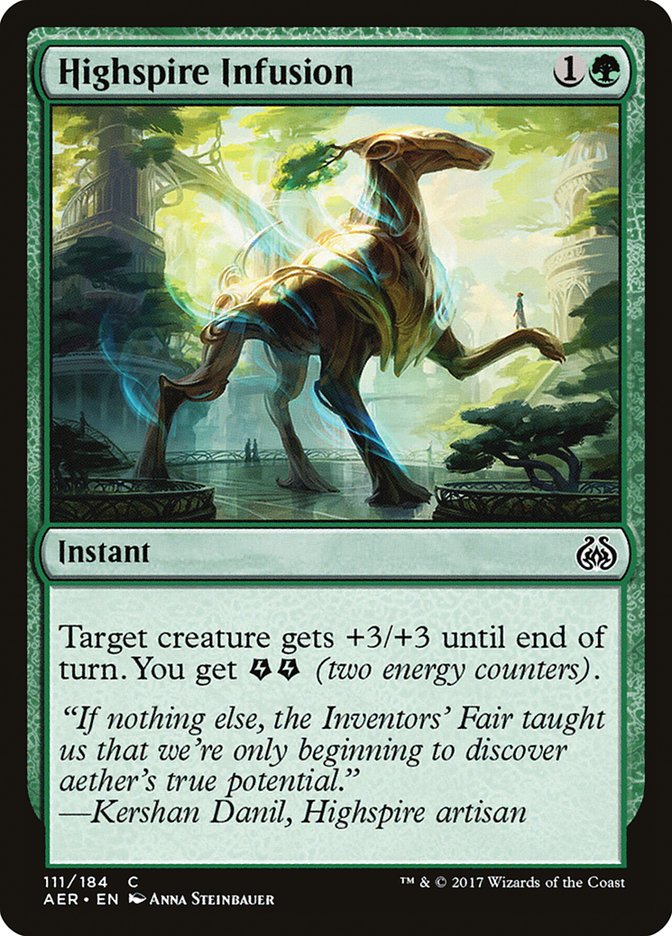 Highspire Infusion 1
Instant
Target creature gets +3/+3 until end of
turn. You get (two energy counters).
“If nothing else, the Inventors’ Fair taught
us that we’re only beginning to discover
aether’s true potential.”
—Kershan Danil, Highspire artisan
111/184 C
AER • EN Anna Steinbauer
™ & © 2017 Wizards of the Coast